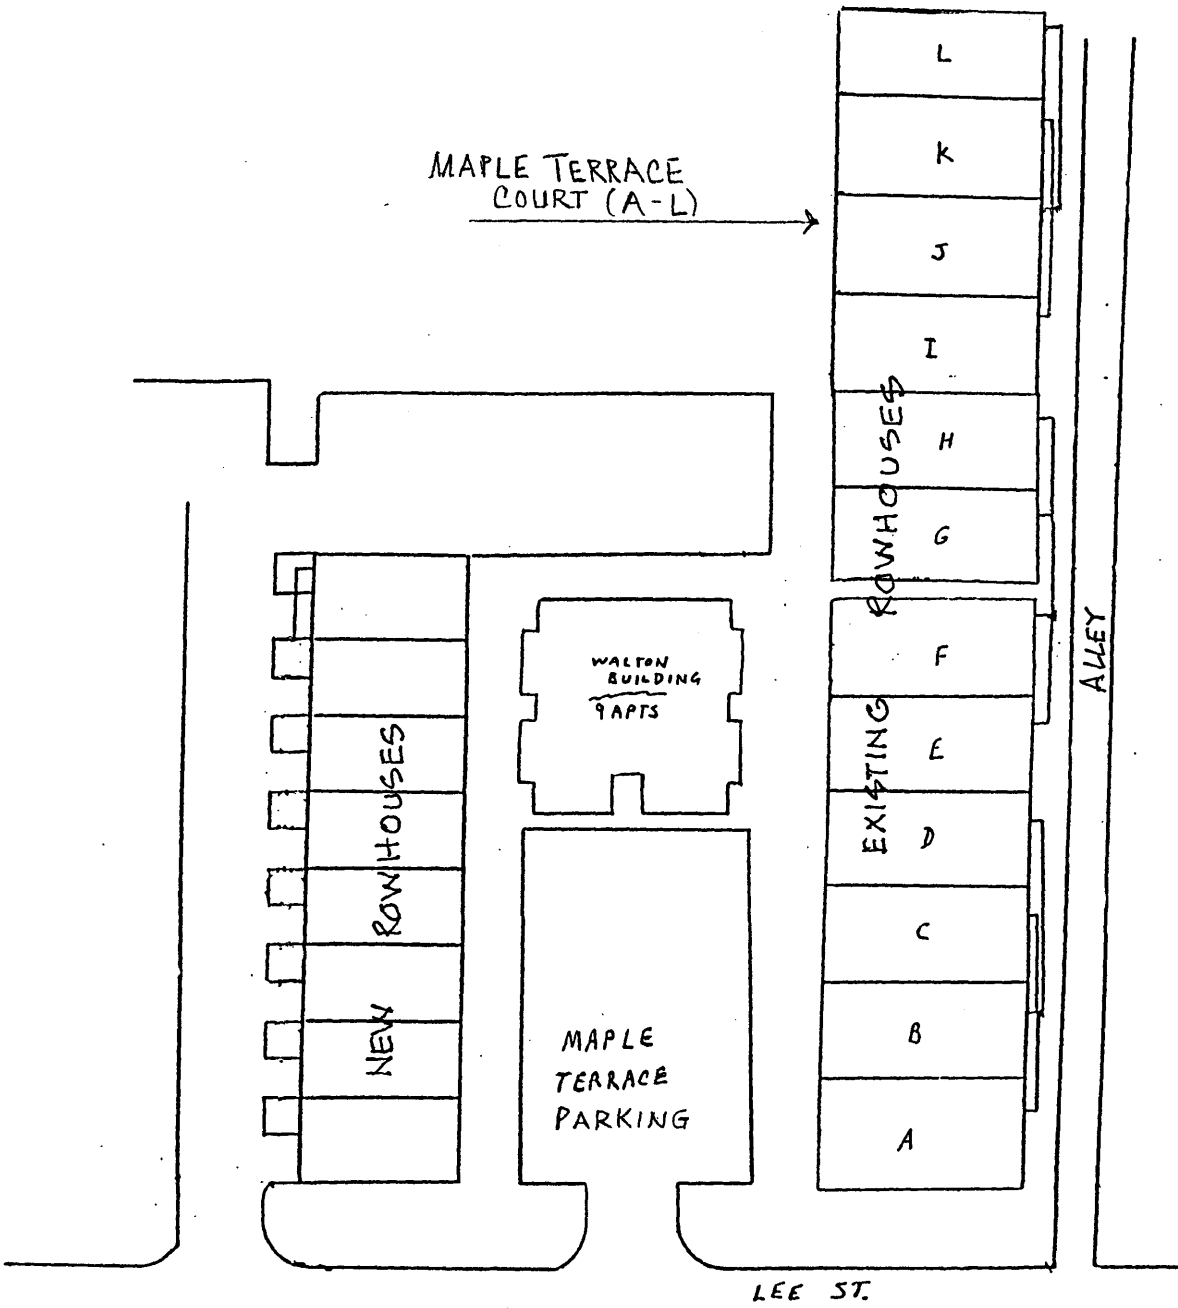 L
K
MAPLE TERRACE
COURT (A-L)
J
I
H
G
EXISTING ROWHOUSES
F
E
D
C
B
A
ALLEY
WALTON
BUILDING
9 APTS
NEW ROWHOUSES
MAPLE
TERRACE
PARKING
LEE ST.